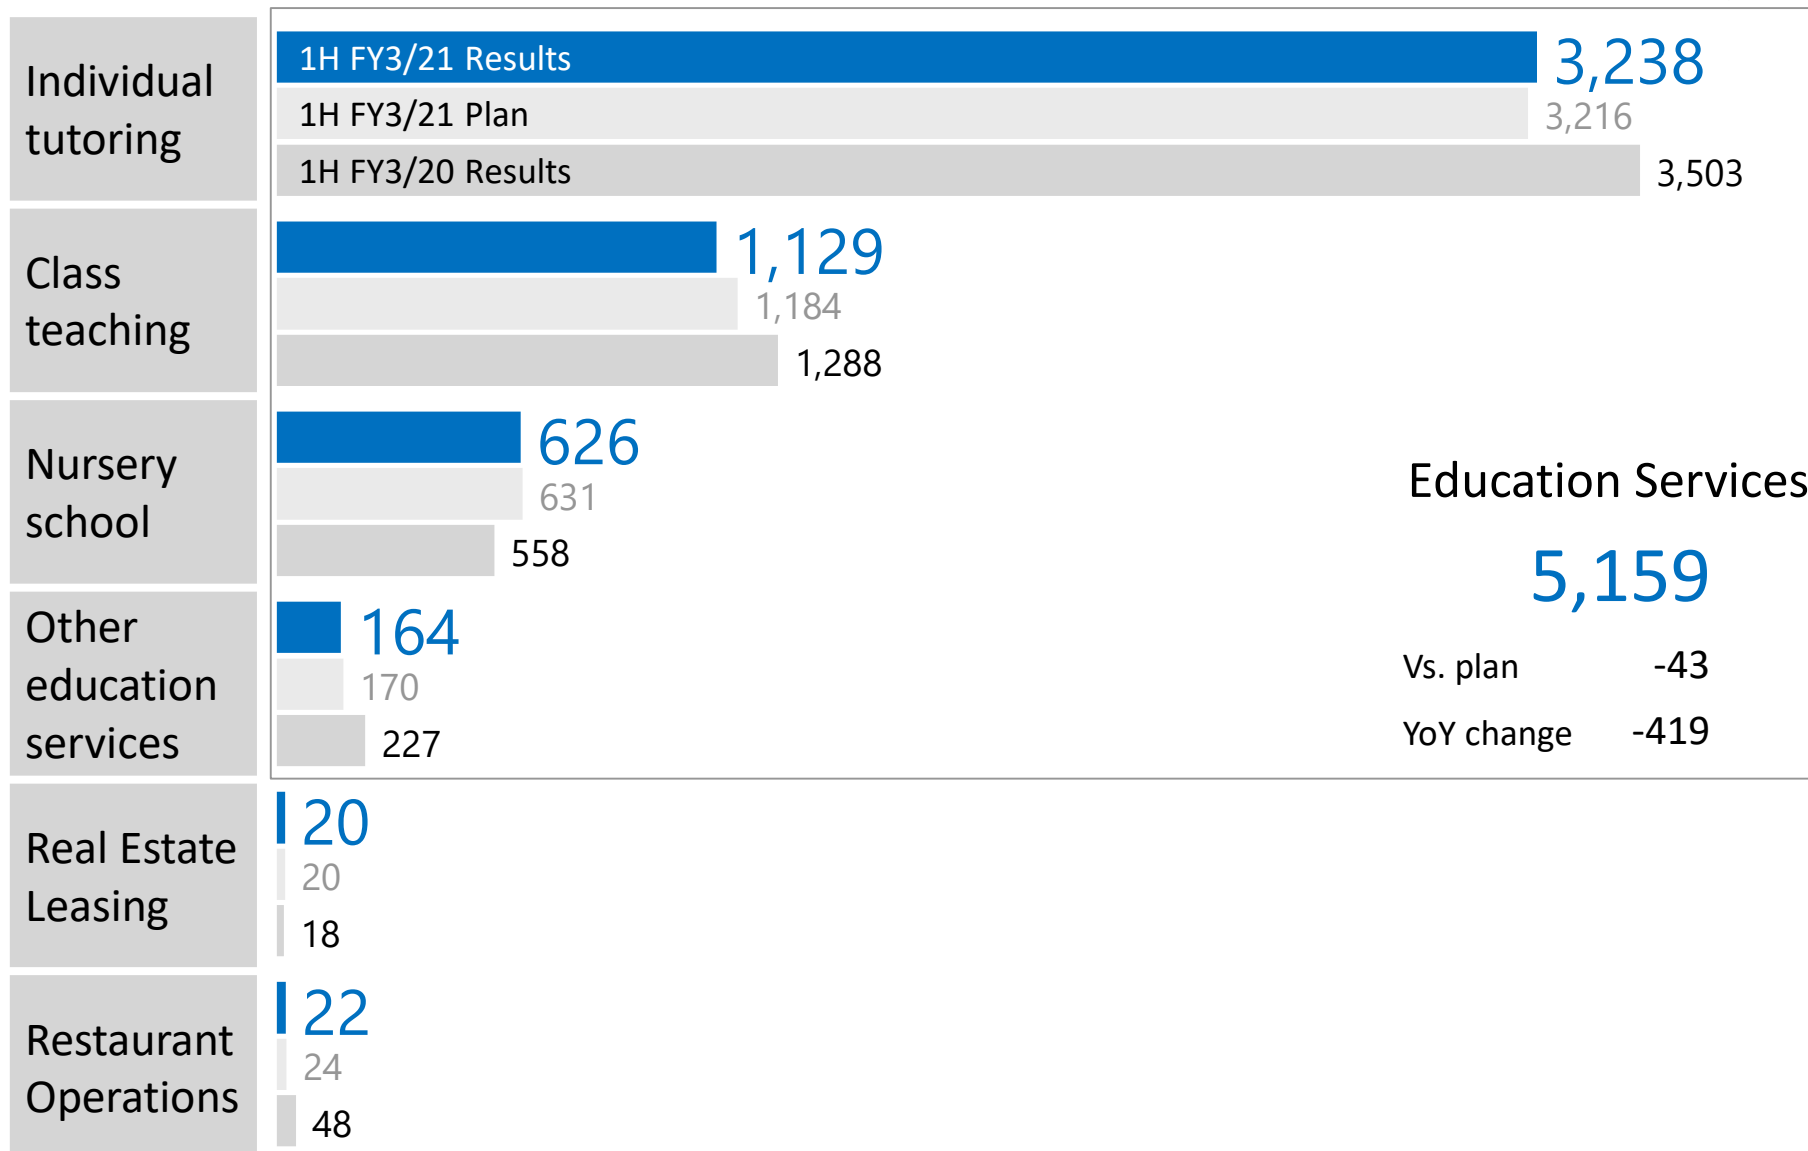 Individual
tutoring
1H FY3/21 Results
3,238
1H FY3/21 Plan
3,216
1H FY3/20 Results
3,503
Class
teaching
1,129
1,184
1,288
Nursery
school
626
631
558
Other
education
services
164
170
227
Education Services
5,159
Vs. plan -43
YoY change -419
Real Estate
Leasing
20
20
18
Restaurant
Operations
22
24
48